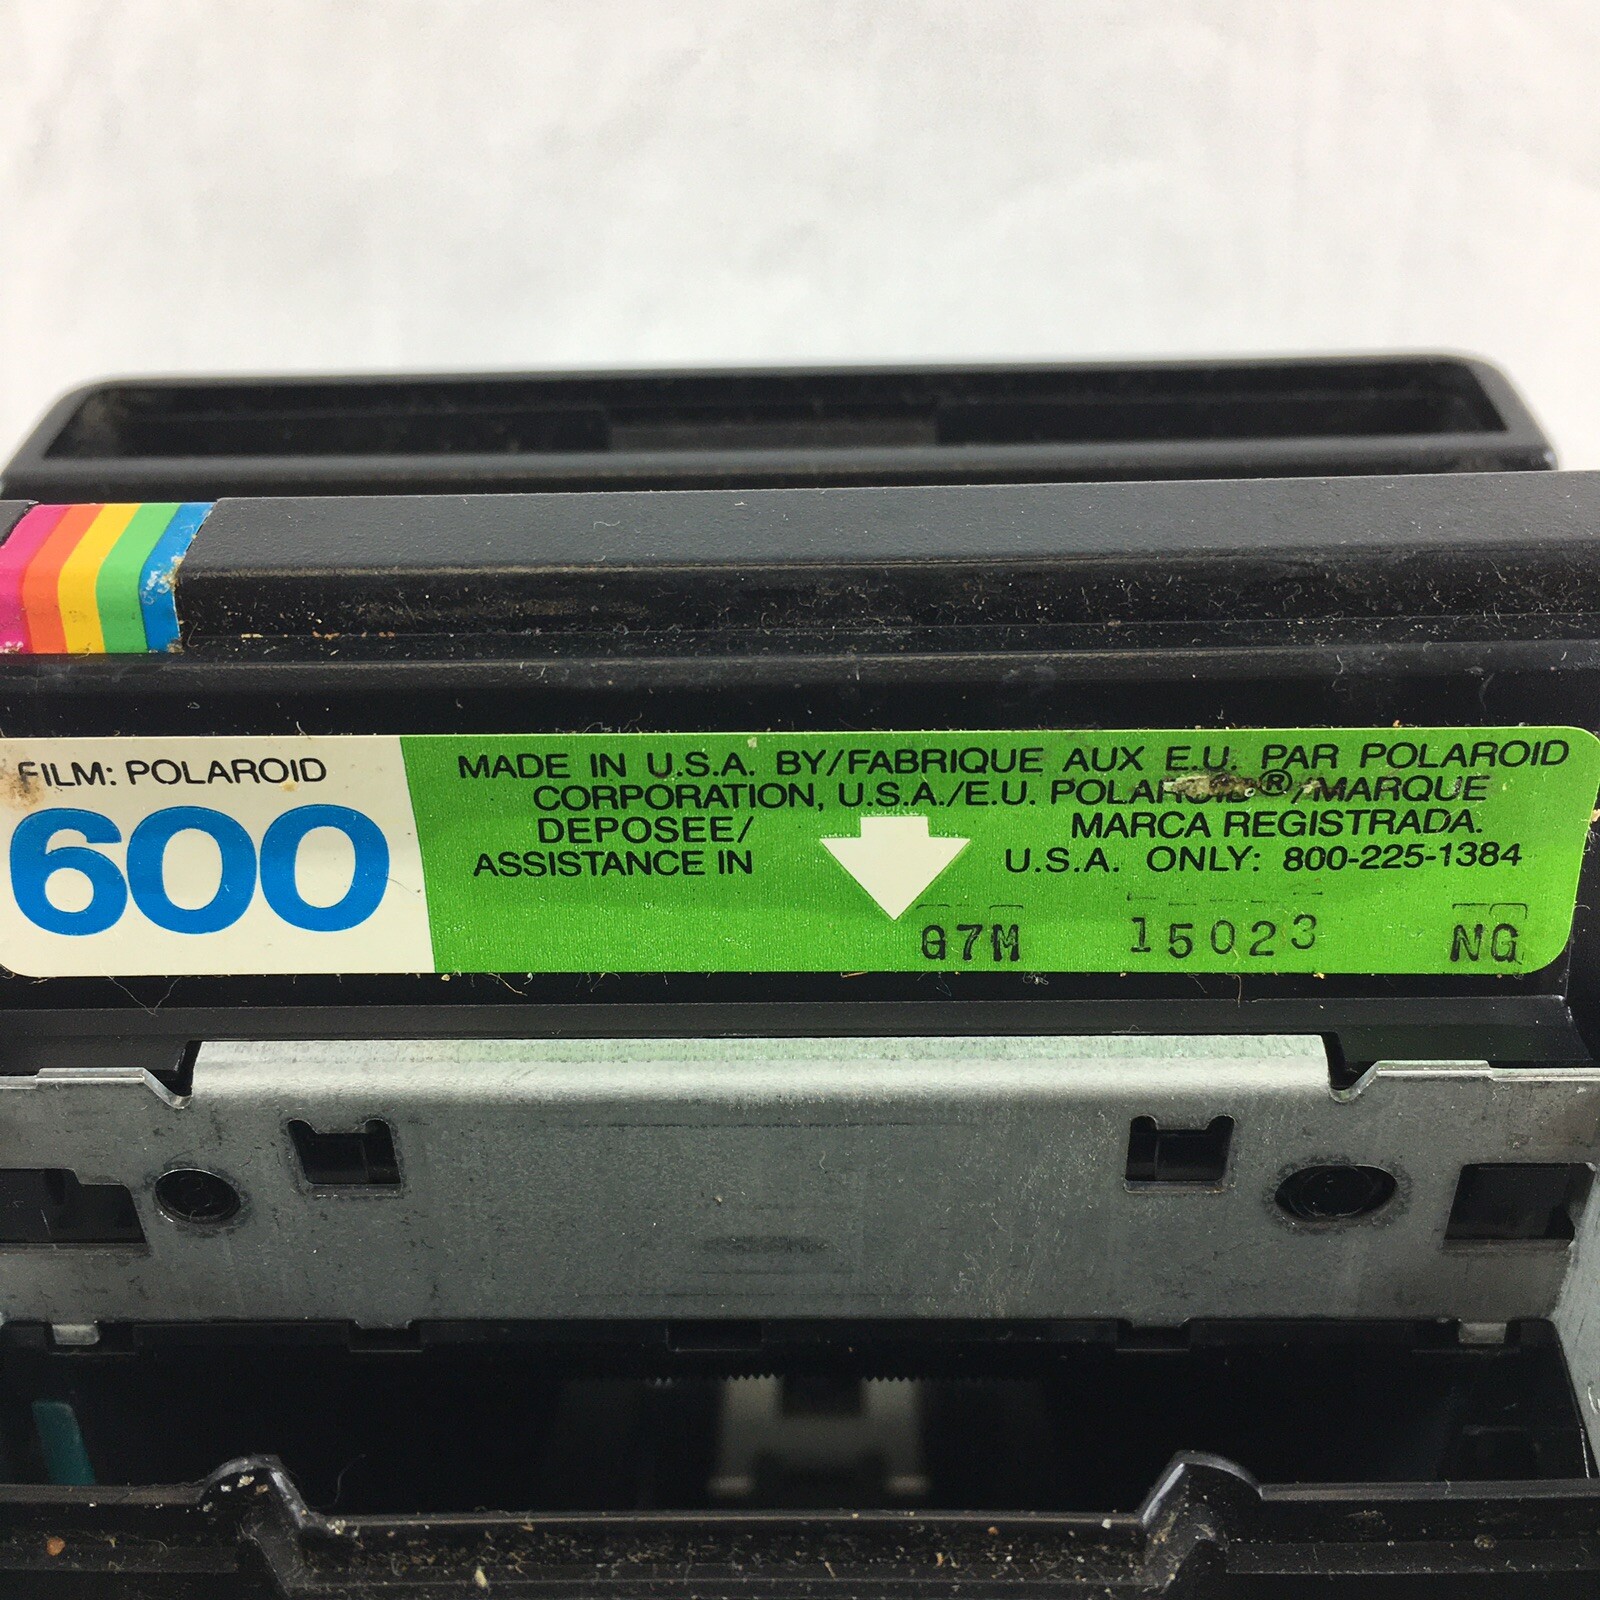 FILM: POLAROID
600
MADE IN U.S.A. BY/FABRIQUE AUX E.U. PAR POLAROID
CORPORATION, U.S.A./E.U. POLAROID®/MARQUE
DEPOSEE/ MARCA REGISTRADA.
ASSISTANCE IN U.S.A. ONLY: 800-225-1384
G7M 15023 NG